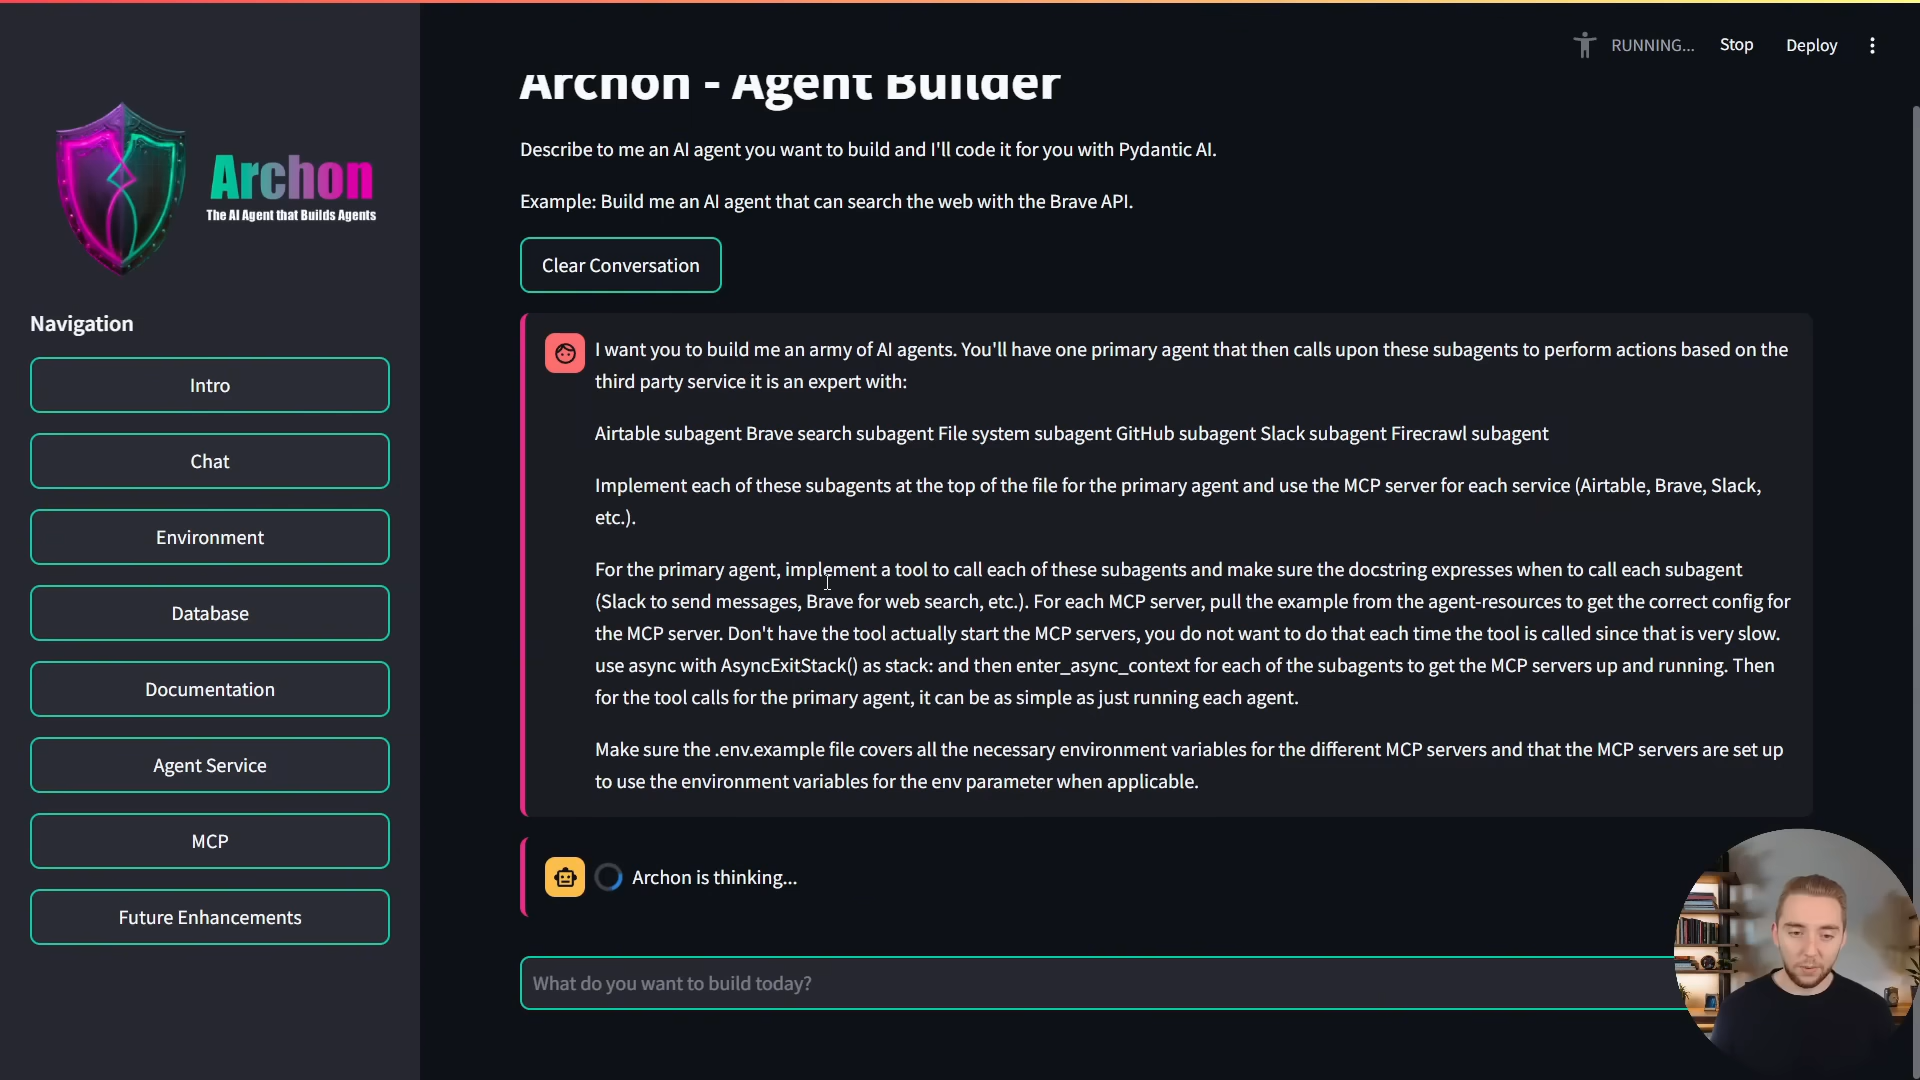 RUNNING...
Stop
Deploy
Archon
The AI Agent that Builds Agents
Navigation
Intro
Chat
Environment
Database
Documentation
Agent Service
MCP
Future Enhancements
Archon - Agent Builder
Describe to me an AI agent you want to build and I'll code it for you with Pydantic AI.
Example: Build me an AI agent that can search the web with the Brave API.
Clear Conversation
I want you to build me an army of AI agents. You'll have one primary agent that then calls upon these subagents to perform actions based on the
third party service it is an expert with:
Airtable subagent Brave search subagent File system subagent GitHub subagent Slack subagent Firecrawl subagent
Implement each of these subagents at the top of the file for the primary agent and use the MCP server for each service (Airtable, Brave, Slack,
etc.).
For the primary agent, implement a tool to call each of these subagents and make sure the docstring expresses when to call each subagent
(Slack to send messages, Brave for web search, etc.). For each MCP server, pull the example from the agent-resources to get the correct config for
the MCP server. Don't have the tool actually start the MCP servers, you do not want to do that each time the tool is called since that is very slow.
use async with AsyncExitStack() as stack: and then enter_async_context for each of the subagents to get the MCP servers up and running. Then
for the tool calls for the primary agent, it can be as simple as just running each agent.
Make sure the .env.example file covers all the necessary environment variables for the different MCP servers and that the MCP servers are set up
to use the environment variables for the env parameter when applicable.
Archon is thinking...
What do you want to build today?